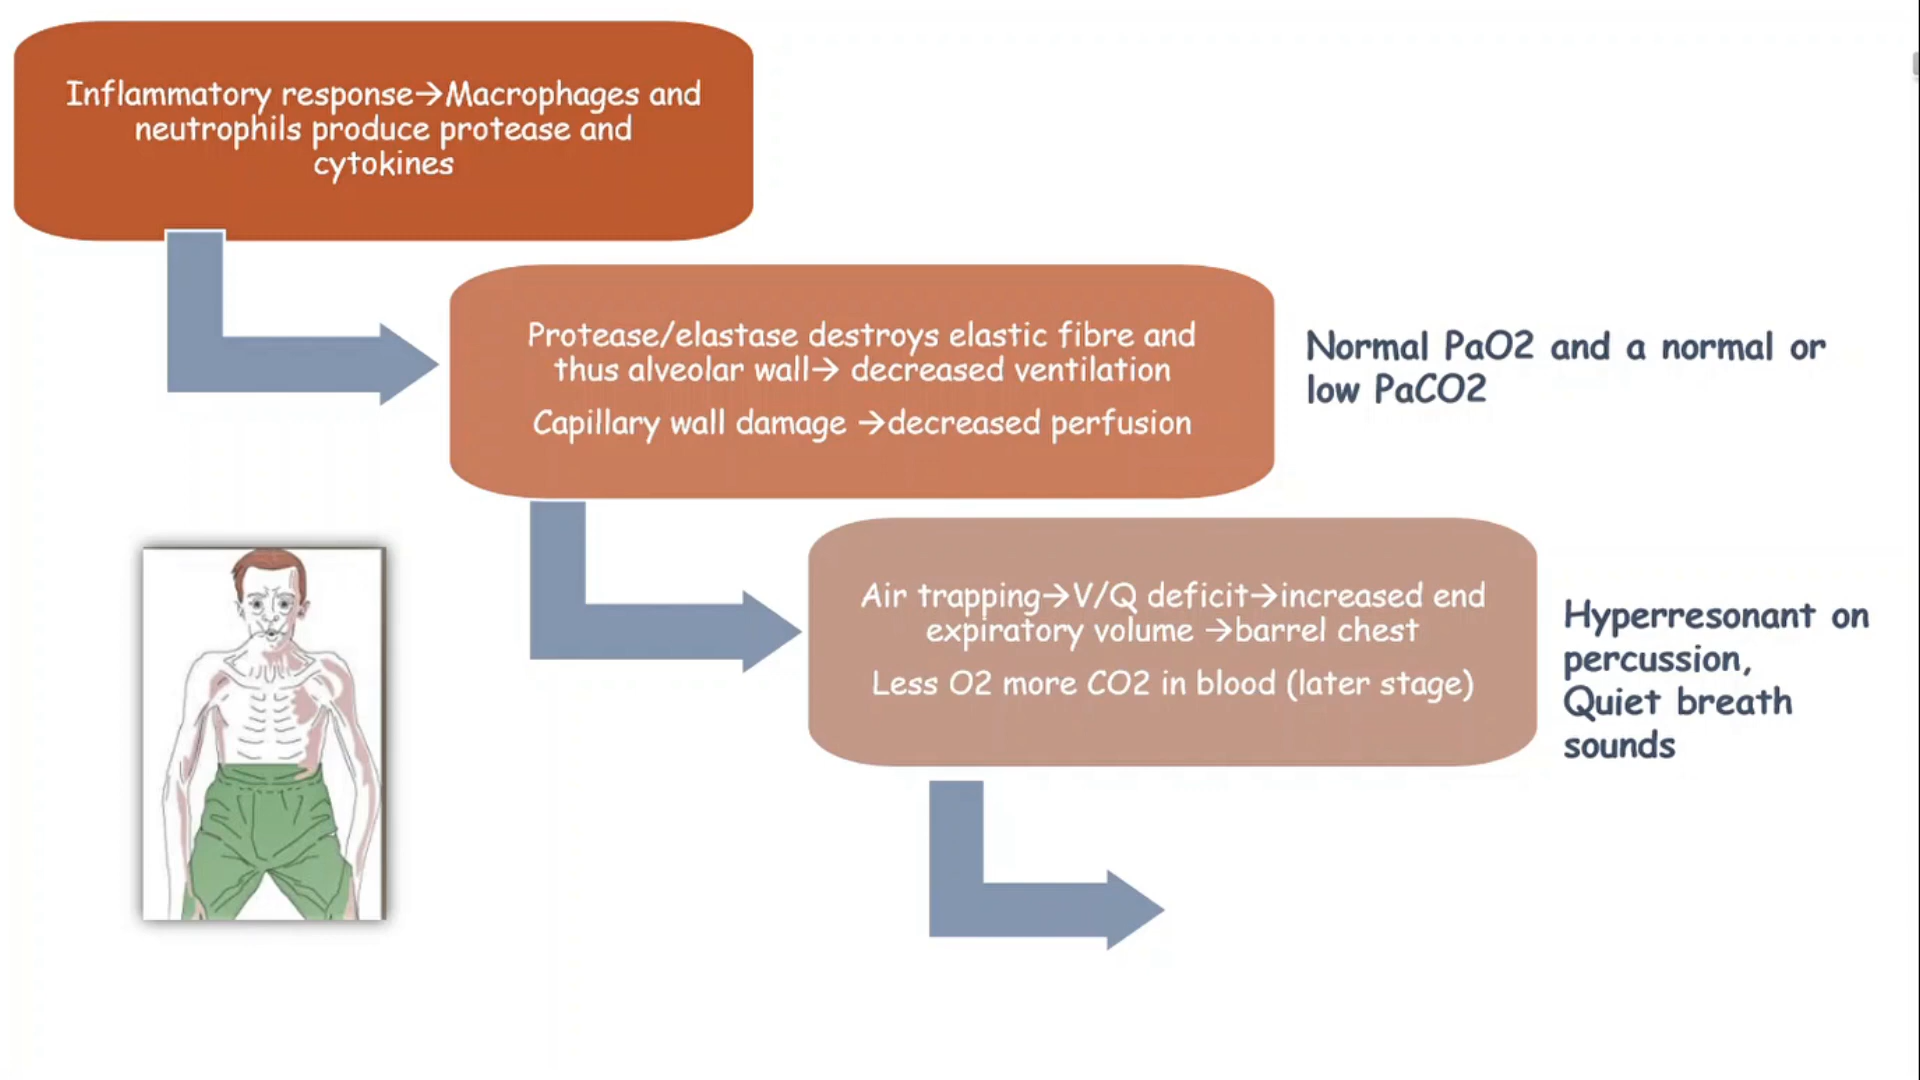 Inflammatory response→Macrophages and
neutrophils produce protease and
cytokines
Protease/elastase destroys elastic fibre and
thus alveolar wall→ decreased ventilation
Capillary wall damage →decreased perfusion
Normal PaO2 and a normal or
low PaCO2
Air trapping→V/Q deficit→increased end
expiratory volume →barrel chest
Less O2 more CO2 in blood (later stage)
Hyperresonant on
percussion,
Quiet breath
sounds